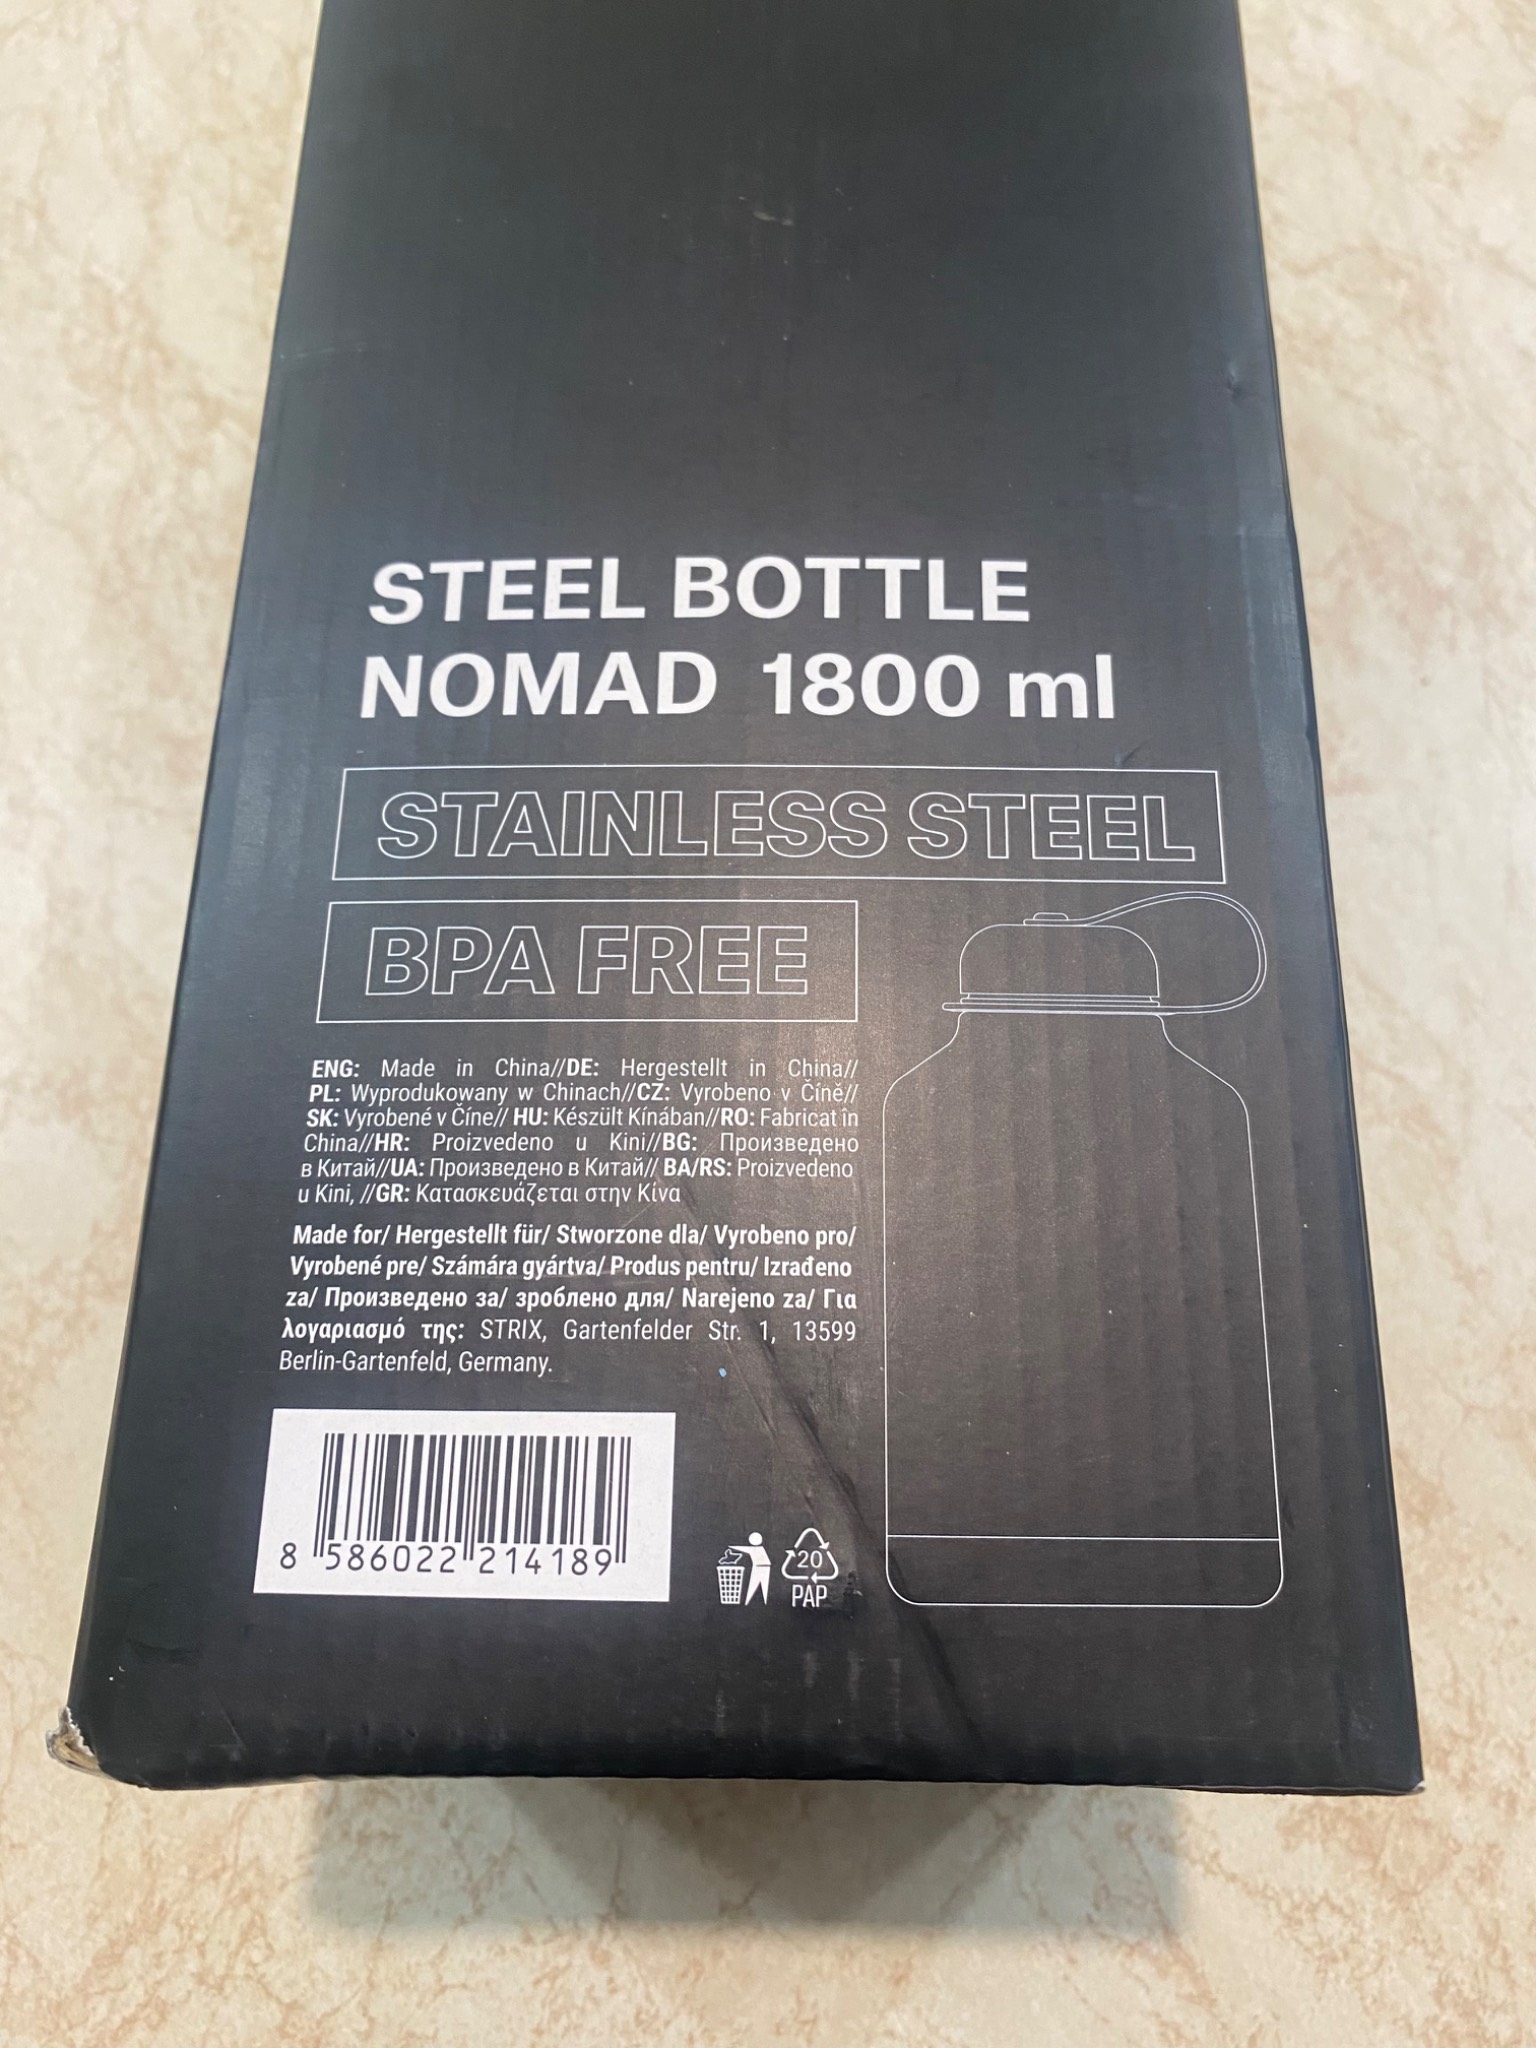 STEEL BOTTLE
NOMAD 1800 ml
STAINLESS STEEL
BPA FREE
ENG: Made in China//DE: Hergestellt in China//
PL: Wyprodukowany w Chinach//CZ: Vyrobeno v Číně//
SK: Vyrobené v Číne// HU: Készült Kínában//RO: Fabricat în
China//HR: Proizvedeno u Kini//BG: Произведено
в Китай//UA: Произведено в Китай// BA/RS: Proizvedeno
u Kini, //GR: Κατασκευάζεται στην Κίνα
Made for/ Hergestellt für/ Stworzone dla/ Vyrobeno pro/
Vyrobené pre/ Számára gyártva/ Produs pentru/ Izrađeno
za/ Произведено за/ зроблено для/ Narejeno za/ Για
λογαριασμό της: STRIX, Gartenfelder Str. 1, 13599
Berlin-Gartenfeld, Germany.
8 586022 214189
20
PAP